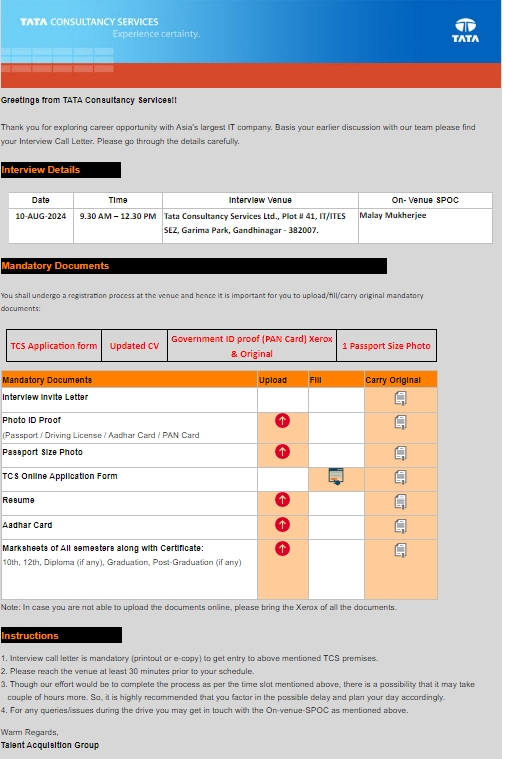 TATA CONSULTANCY SERVICES
Experience certainty.
TATA
Greetings from TATA Consultancy Services!!
Thank you for exploring career opportunity with Asia's largest IT company. Basis your earlier discussion with our team please find
your Interview Call Letter. Please go through the details carefully.
Interview Details
Date Time Interview Venue On- Venue SPOC
10-AUG-2024 9.30 AM – 12.30 PM Tata Consultancy Services Ltd., Plot # 41, IT/ITES Malay Mukherjee
SEZ, Garima Park, Gandhinagar - 382007.
Mandatory Documents
You shall undergo a registration process at the venue and hence it is important for you to upload/fill/carry original mandatory
documents:
TCS Application form Updated CV Government ID proof (PAN Card) Xerox 1 Passport Size Photo
& Original
Mandatory Documents Upload Fill Carry Original
Interview Invite Letter
Photo ID Proof
(Passport / Driving License / Aadhar Card / PAN Card
Passport Size Photo
TCS Online Application Form
Resume
Aadhar Card
Marksheets of All semesters along with Certificate:
10th, 12th, Diploma (if any), Graduation, Post-Graduation (if any)
Note: In case you are not able to upload the documents online, please bring the Xerox of all the documents.
Instructions
1. Interview call letter is mandatory (printout or e-copy) to get entry to above mentioned TCS premises.
2. Please reach the venue at least 30 minutes prior to your schedule.
3. Though our effort would be to complete the process as per the time slot mentioned above, there is a possibility that it may take
couple of hours more. So, it is highly recommended that you factor in the possible delay and plan your day accordingly.
4. For any queries/issues during the drive you may get in touch with the On-venue-SPOC as mentioned above.
Warm Regards,
Talent Acquisition Group